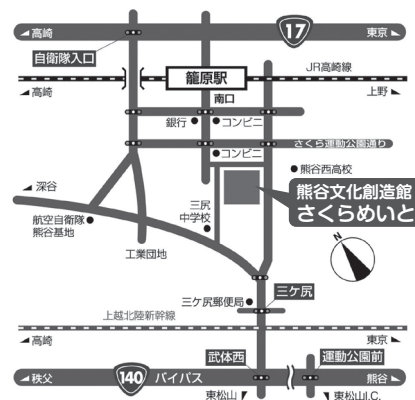 高崎
17
東京
自衛隊入口
籠原駅
JR高崎線
高崎
南口
上野
銀行
コンビニ
さくら運動公園通り
コンビニ
熊谷西高校
深谷
三尻
中学校
熊谷文化創造館
さくらめいと
航空自衛隊
熊谷基地
工業団地
三ケ尻郵便局
三ケ尻
上越北陸新幹線
高崎
東京
武体西
運動公園前
秩父
140
バイパス
熊谷
東松山
東松山I.C.